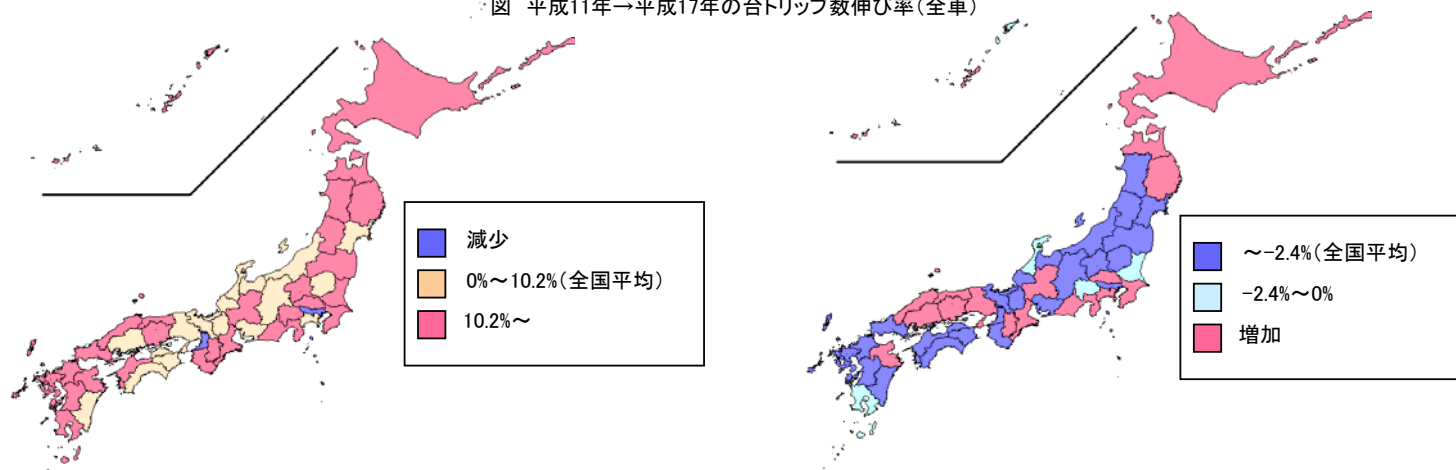 図 平成11年→平成17年の台トリップ数伸び率(全車)
減少
0%~10.2%(全国平均)
10.2%~
~-2.4%(全国平均)
-2.4%~0%
増加